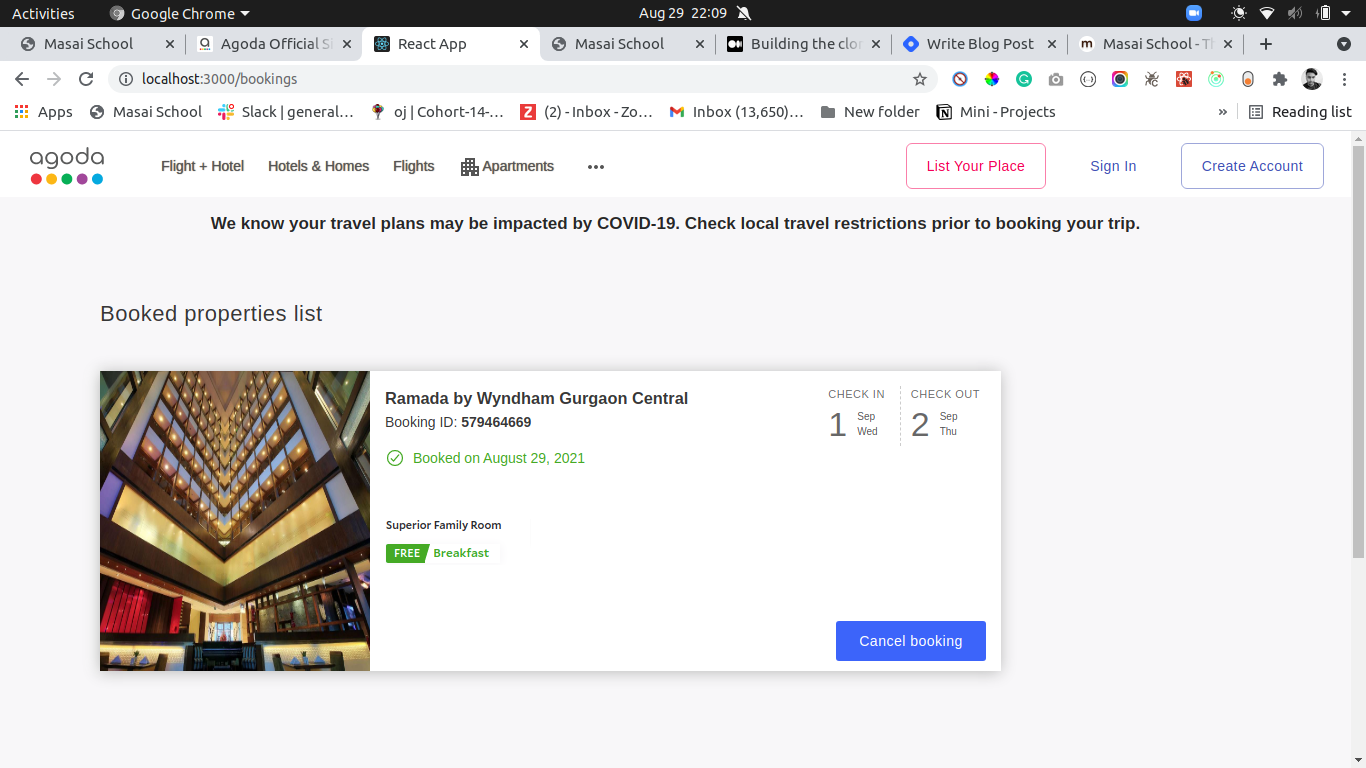 Activities Google Chrome Aug 29 22:09
Masai School Agoda Official Si React App Masai School Building the clon Write Blog Post Masai School - Th
localhost:3000/bookings
Apps Masai School Slack | general... oj | Cohort-14-... (2) - Inbox - Zo... Inbox (13,650)... New folder Mini - Projects » Reading list
agoda Flight + Hotel Hotels & Homes Flights Apartments ••• List Your Place Sign In Create Account
We know your travel plans may be impacted by COVID-19. Check local travel restrictions prior to booking your trip.
Booked properties list
Ramada by Wyndham Gurgaon Central
Booking ID: 579464669
Booked on August 29, 2021
Superior Family Room
FREE Breakfast
CHECK IN CHECK OUT
1 Sep 2 Sep
Wed Thu
Cancel booking